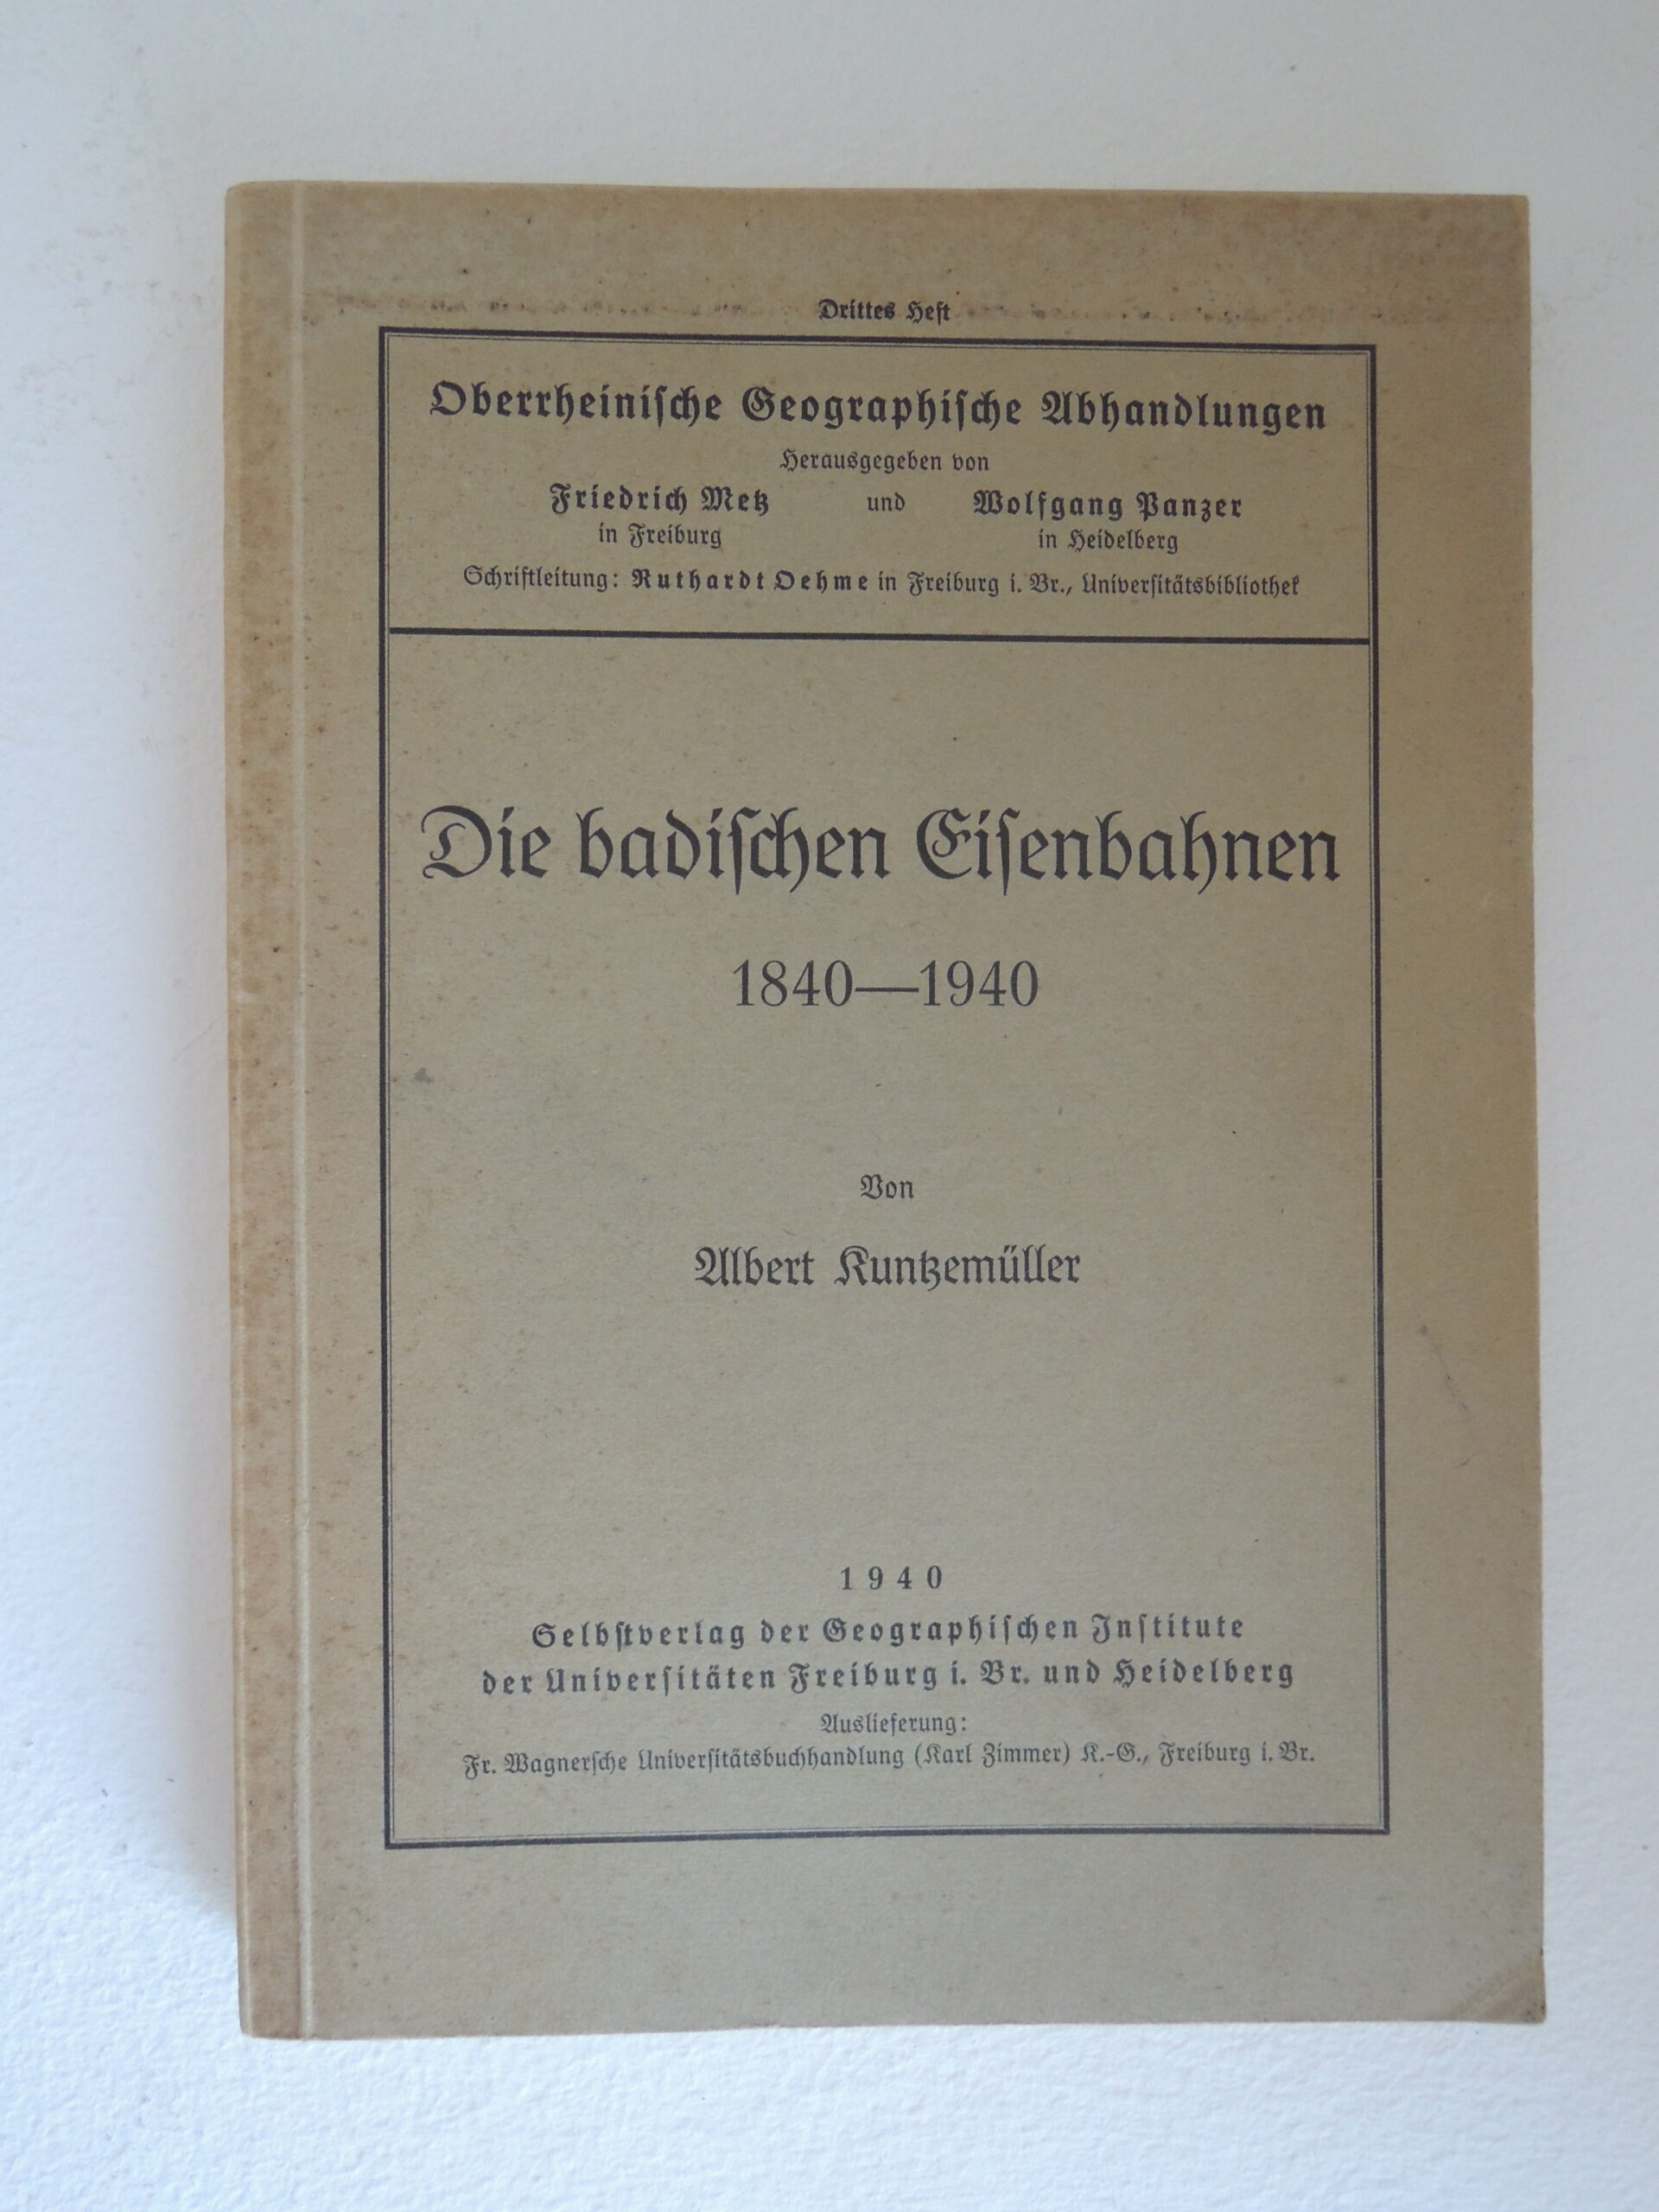 Drittes Heft
Oberrheiniſche Geographiſche Abhandlungen
Herausgegeben von
Friedrich Metz und Wolfgang Panzer
in Freiburg in Heidelberg
Schriftleitung: Ruthardt Oehme in Freiburg i. Br., Univerſitätsbibliothek
Die badiſchen Eiſenbahnen
1840—1940
Von
Albert Kuntzemüller
1940
Selbſtverlag der Geographiſchen Inſtitute
der Univerſitäten Freiburg i. Br. und Heidelberg
Auslieferung:
Fr. Wagnerſche Univerſitätsbuchhandlung (Karl Zimmer) K.-G., Freiburg i. Br.